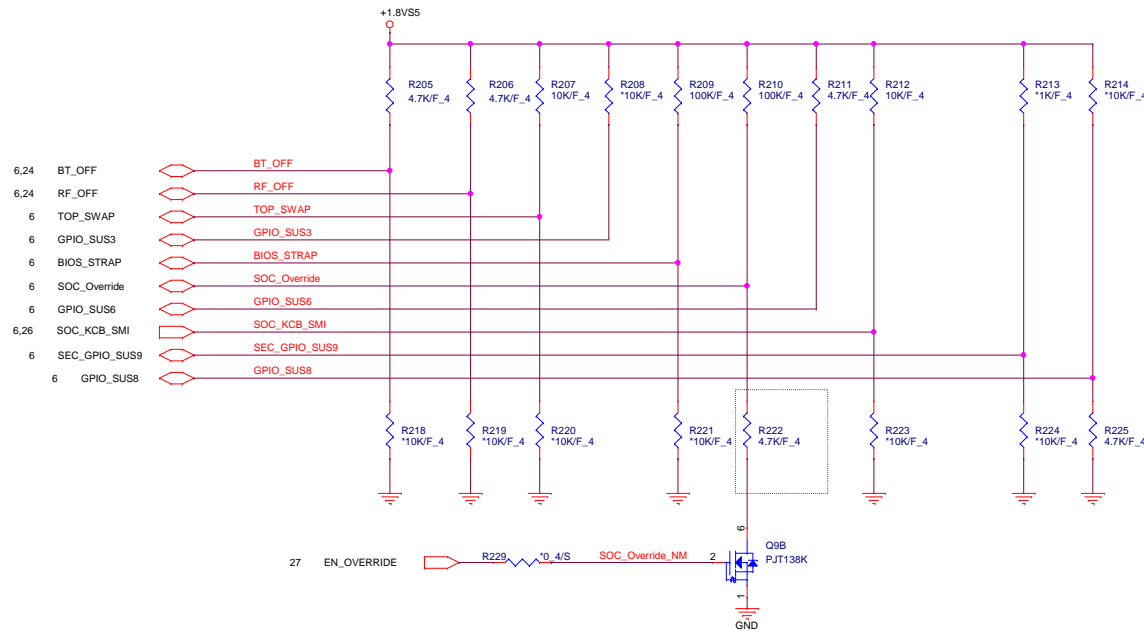 +1.8VS5
R205 4.7K/F_4
R206 4.7K/F_4
R207 10K/F_4
R208 *10K/F_4
R209 100K/F_4
R210 100K/F_4
R211 4.7K/F_4
R212 10K/F_4
R213 *1K/F_4
R214 *10K/F_4
6,24 BT_OFF BT_OFF
6,24 RF_OFF RF_OFF
6 TOP_SWAP TOP_SWAP
6 GPIO_SUS3 GPIO_SUS3
6 BIOS_STRAP BIOS_STRAP
6 SOC_Override SOC_Override
6 GPIO_SUS6 GPIO_SUS6
6,26 SOC_KCB_SMI SOC_KCB_SMI
6 SEC_GPIO_SUS9 SEC_GPIO_SUS9
6 GPIO_SUS8 GPIO_SUS8
R218 *10K/F_4
R219 *10K/F_4
R220 *10K/F_4
R221 *10K/F_4
R222 4.7K/F_4
R223 *10K/F_4
R224 *10K/F_4
R225 4.7K/F_4
6
Q9B
PJT138K
27 EN_OVERRIDE R229 *0_4/S SOC_Override_NM 2
1
GND